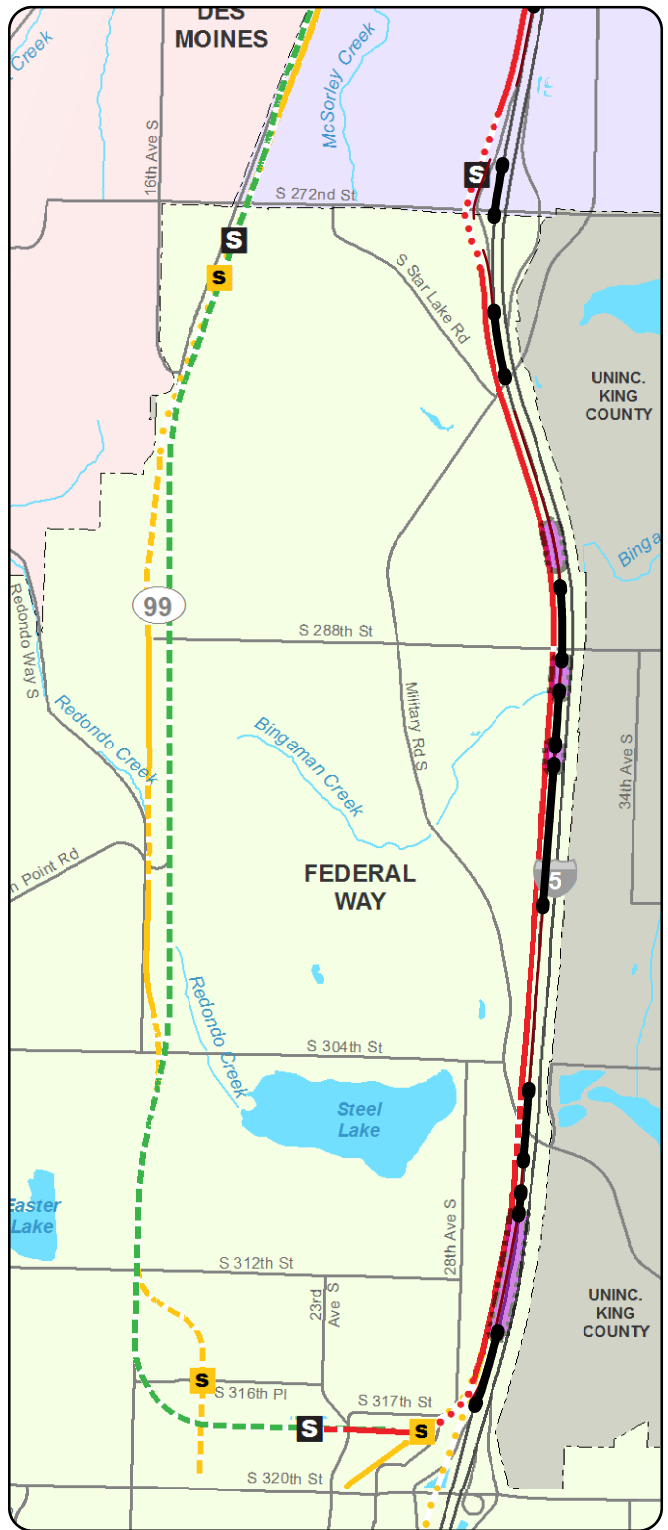 DES
MOINES
Creek
McSorley Creek
16th Ave S
S
S 272nd St
S
S
S Star Lake Rd
UNINC.
KING
COUNTY
99
S 288th St
Redondo Way S
Redondo Creek
Bingaman Creek
Military Rd S
34th Ave S
Point Rd
FEDERAL
WAY
5
Redondo Creek
S 304th St
Steel
Lake
Easter
Lake
28th Ave S
S 312th St
23rd
Ave S
UNINC.
KING
COUNTY
S
S 316th Pl
S 317th St
S
S
S 320th St